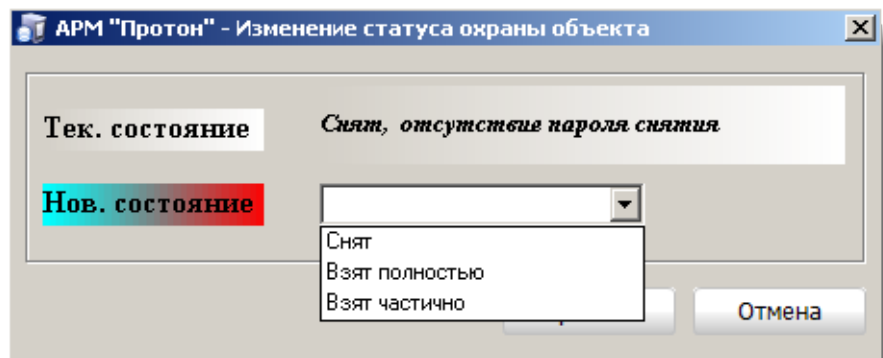 АРМ "Протон" - Изменение статуса охраны объекта
Тек. состояние
Снят, отсутствие пароля снятия
Нов. состояние
Снят
Взят полностью
Взят частично
Отмена